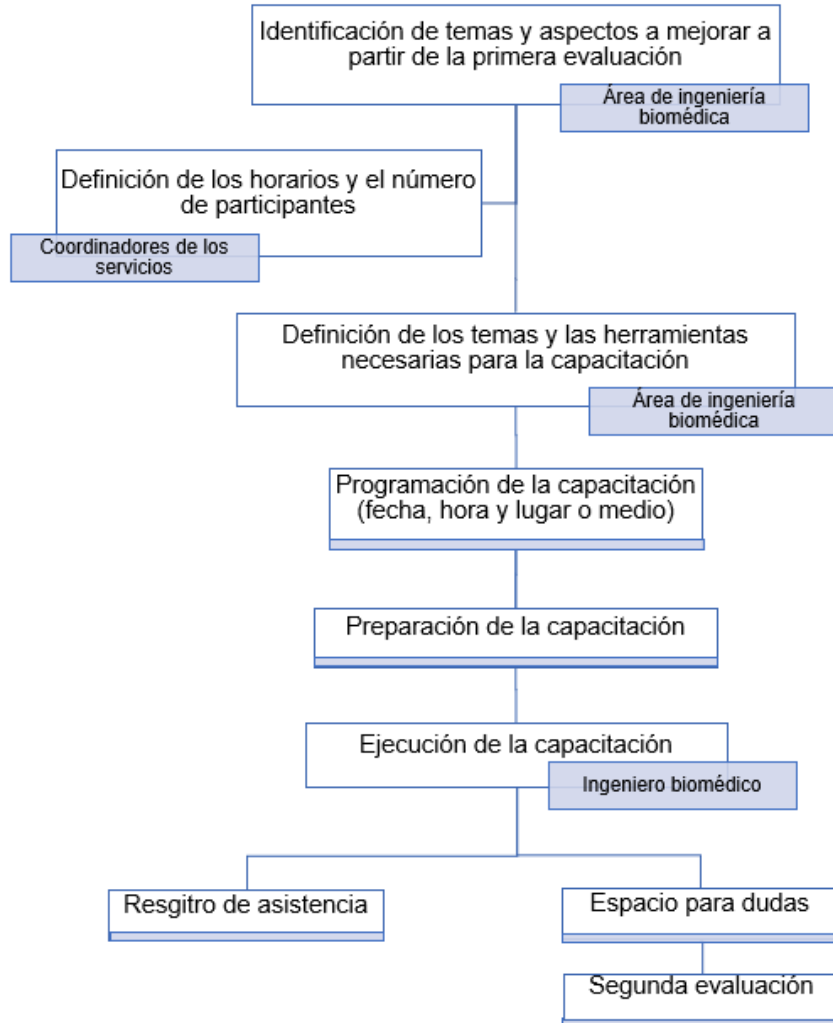 Identificación de temas y aspectos a mejorar a
partir de la primera evaluación
Área de ingeniería
biomédica
Definición de los horarios y el número
de participantes
Coordinadores de los
servicios
Definición de los temas y las herramientas
necesarias para la capacitación
Área de ingeniería
biomédica
Programación de la capacitación
(fecha, hora y lugar o medio)
Preparación de la capacitación
Ejecución de la capacitación
Ingeniero biomédico
Resgitro de asistencia
Espacio para dudas
Segunda evaluación